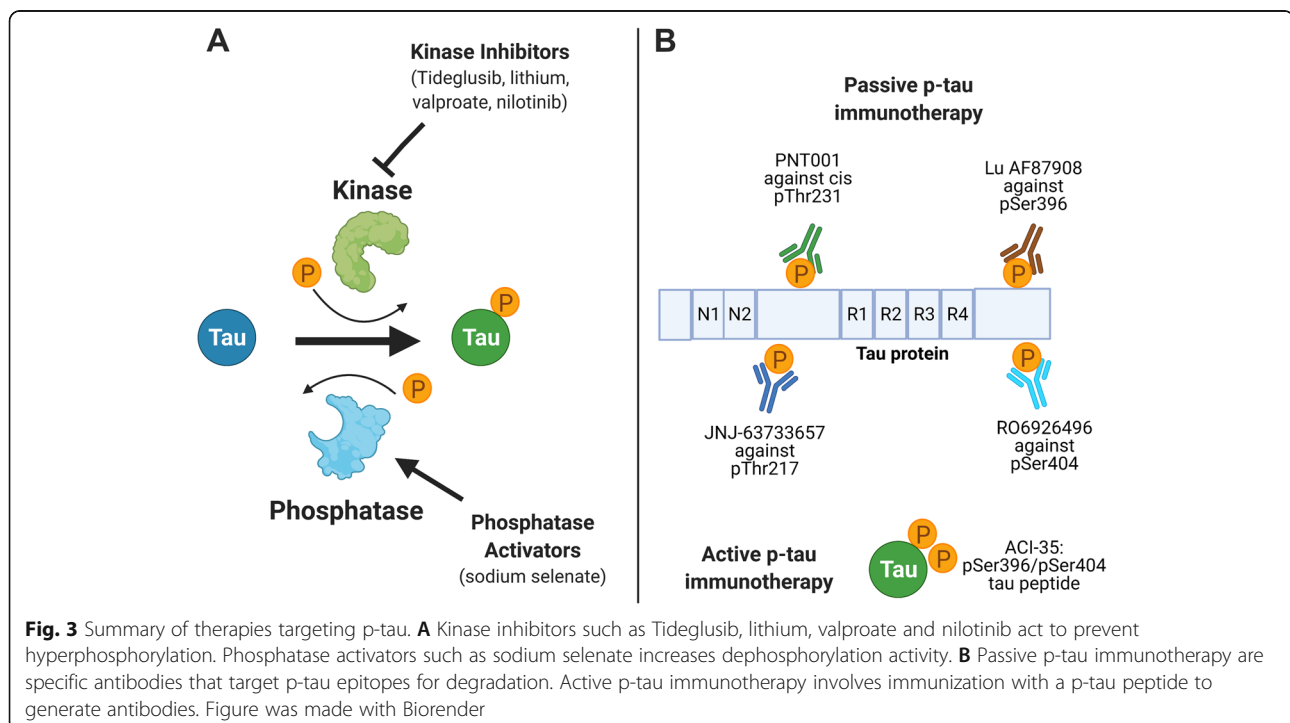 A
Kinase Inhibitors
(Tideglusib, lithium,
valproate, nilotinib)
Kinase
P
P
Tau
Tau
P
Phosphatase
Phosphatase
Activators
(sodium selenate)
B
Passive p-tau
immunotherapy
PNT001
against cis
pThr231
Lu AF87908
against
pSer396
P
P
N1 N2 R1 R2 R3 R4
Tau protein
P
P
JNJ-63733657
against
pThr217
RO6926496
against
pSer404
Active p-tau
immunotherapy
P
P
Tau
ACI-35:
pSer396/pSer404
tau peptide
Fig. 3 Summary of therapies targeting p-tau. A Kinase inhibitors such as Tideglusib, lithium, valproate and nilotinib act to prevent
hyperphosphorylation. Phosphatase activators such as sodium selenate increases dephosphorylation activity. B Passive p-tau immunotherapy are
specific antibodies that target p-tau epitopes for degradation. Active p-tau immunotherapy involves immunization with a p-tau peptide to
generate antibodies. Figure was made with Biorender